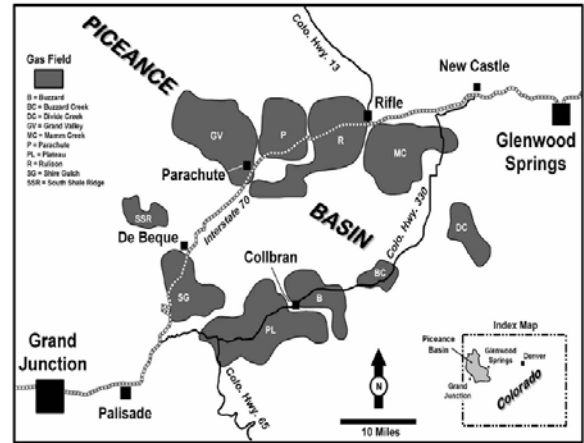 PICEANCE
Colo. Hwy. 13
Gas Field
B = Buzzard
BC = Buzzard Creek
DC = Divide Creek
GV = Grand Valley
MC = Mamm Creek
P = Parachute
PL = Plateau
R = Rulison
SG = Shire Gulch
SSR = South Shale Ridge
New Castle
Rifle
Glenwood
Springs
GV
P
R
MC
Parachute
BASIN
Interstate 70
Colo. Hwy. 330
SSR
De Beque
DC
Collbran
BC
SG
B
PL
Grand
Junction
Palisade
Colo. Hwy. 65
N
10 Miles
Index Map
Piceance
Basin
Glenwood
Springs
Denver
Grand
Junction
Colorado